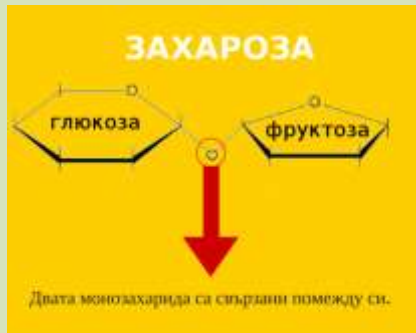 ЗАХАРОЗА
O
O
глюкоза
фруктоза
O
Двата монозахарида са свързани помежду си.